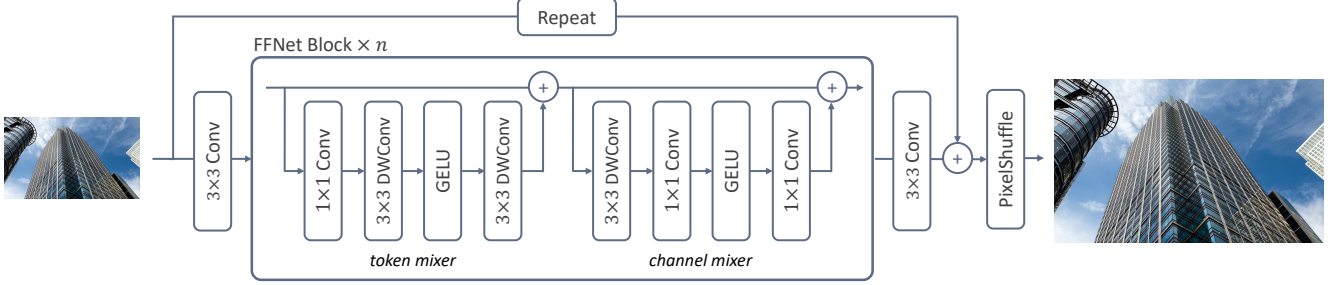 Repeat
FFNet Block × n
3×3 Conv
1×1 Conv
3×3 DWConv
GELU
3×3 DWConv
+
token mixer
3×3 DWConv
1×1 Conv
GELU
1×1 Conv
+
channel mixer
3×3 Conv
+
PixelShuffle